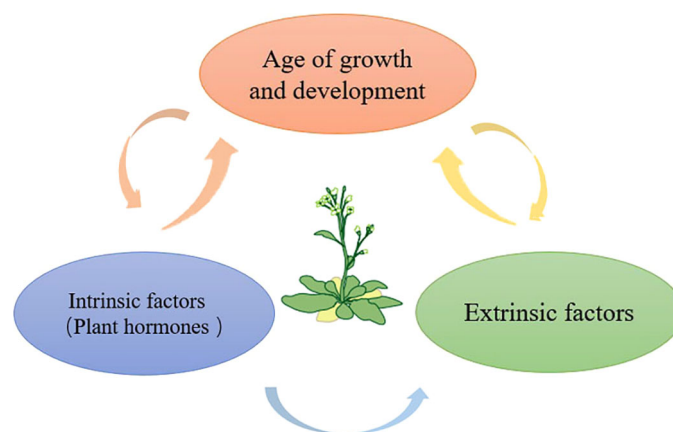 Age of growth
and development
Intrinsic factors
（Plant hormones ）
Extrinsic factors